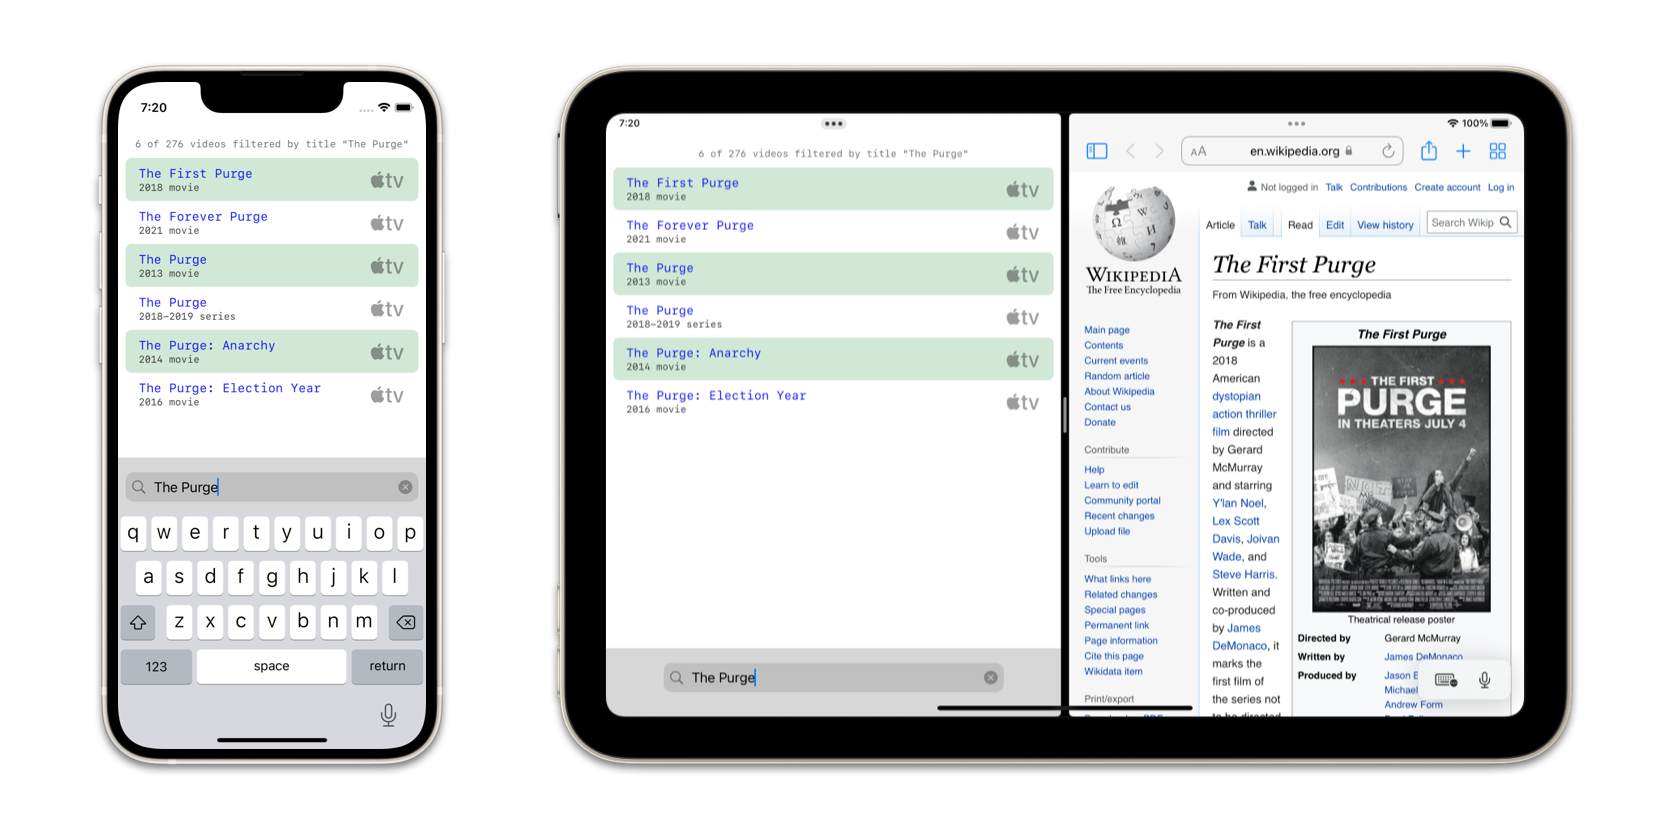 7:20
6 of 276 videos filtered by title "The Purge"
The First Purge
2018 movie
tv
The Forever Purge
2021 movie
tv
The Purge
2013 movie
tv
The Purge
2018–2019 series
tv
The Purge: Anarchy
2014 movie
tv
The Purge: Election Year
2016 movie
tv
The Purge
q w e r t y u i o p
a s d f g h j k l
z x c v b n m
123 space return
7:20
6 of 276 videos filtered by title "The Purge"
The First Purge
2018 movie
tv
The Forever Purge
2021 movie
tv
The Purge
2013 movie
tv
The Purge
2018–2019 series
tv
The Purge: Anarchy
2014 movie
tv
The Purge: Election Year
2016 movie
tv
The Purge
100%
AA en.wikipedia.org
Not logged in Talk Contributions Create account Log in
Article Talk Read Edit View history Search Wikip
WIKIPEDIA
The Free Encyclopedia
Main page
Contents
Current events
Random article
About Wikipedia
Contact us
Donate
Contribute
Help
Learn to edit
Community portal
Recent changes
Upload file
Tools
What links here
Related changes
Special pages
Permanent link
Page information
Cite this page
Wikidata item
Print/export
The First Purge
From Wikipedia, the free encyclopedia
The First
Purge is a
2018
American
dystopian
action thriller
film directed
by Gerard
McMurray
and starring
Y'lan Noel,
Lex Scott
Davis, Joivan
Wade, and
Steve Harris.
Written and
co-produced
by James
DeMonaco, it
marks the
first film of
the series not
to be directed
The First Purge
THE FIRST
PURGE
IN THEATERS JULY 4
Theatrical release poster
Directed by Gerard McMurray
Written by James DeMonaco
Produced by Jason B
Michael
Andrew Form